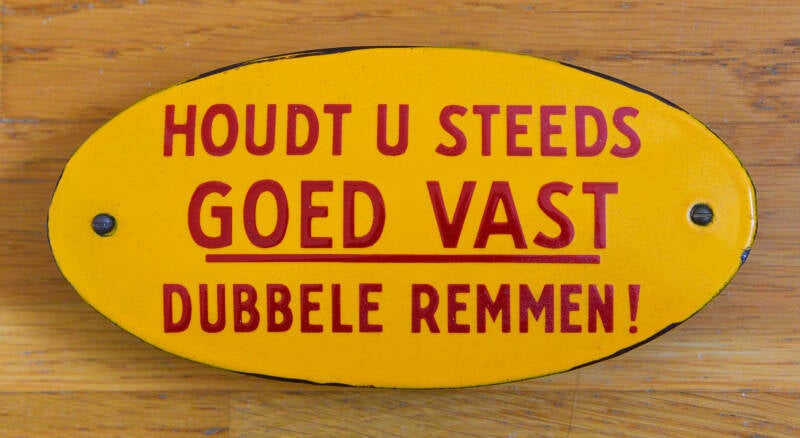 HOUDT U STEEDS
GOED VAST
DUBBELE REMMEN!